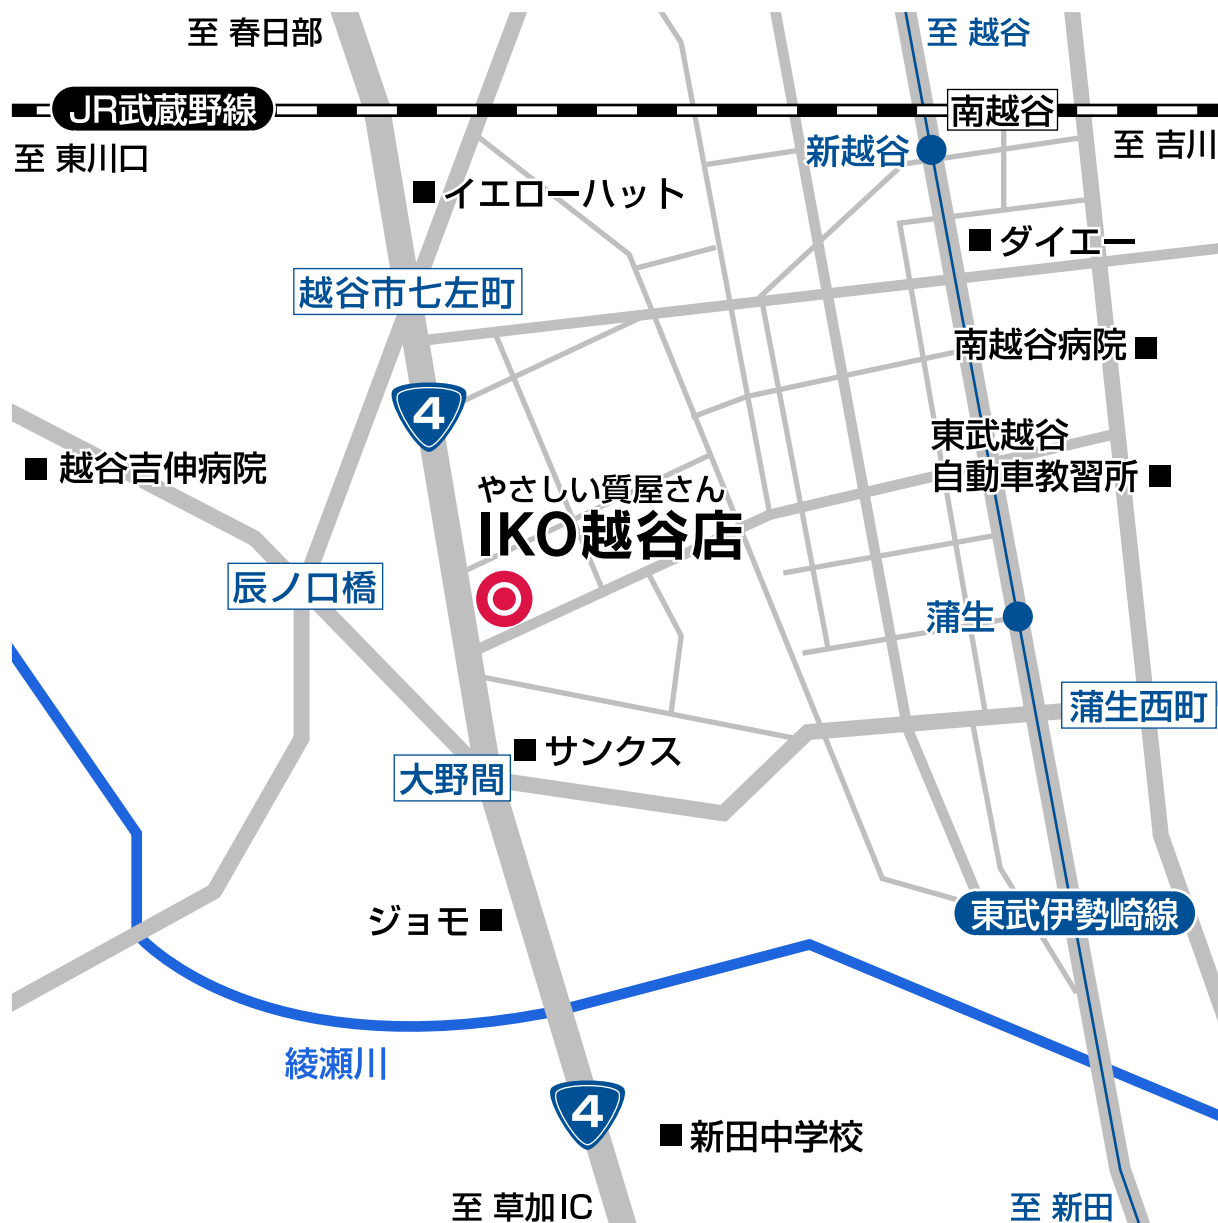 至 春日部
至 越谷
JR武蔵野線
南越谷
至 東川口
新越谷
至 吉川
イエローハット
ダイエー
越谷市七左町
南越谷病院
4
東武越谷
自動車教習所
越谷吉伸病院
やさしい質屋さん
IKO越谷店
辰ノ口橋
蒲生
蒲生西町
サンクス
大野間
ジョモ
東武伊勢崎線
綾瀬川
4
新田中学校
至 草加IC
至 新田